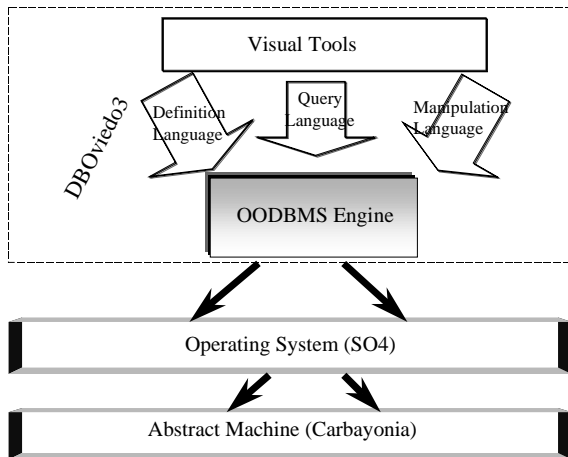 Visual Tools
DBOviedo3
Definition
Language
Query
Language
Manipulation
Language
OODBMS Engine
Operating System (SO4)
Abstract Machine (Carbayonia)